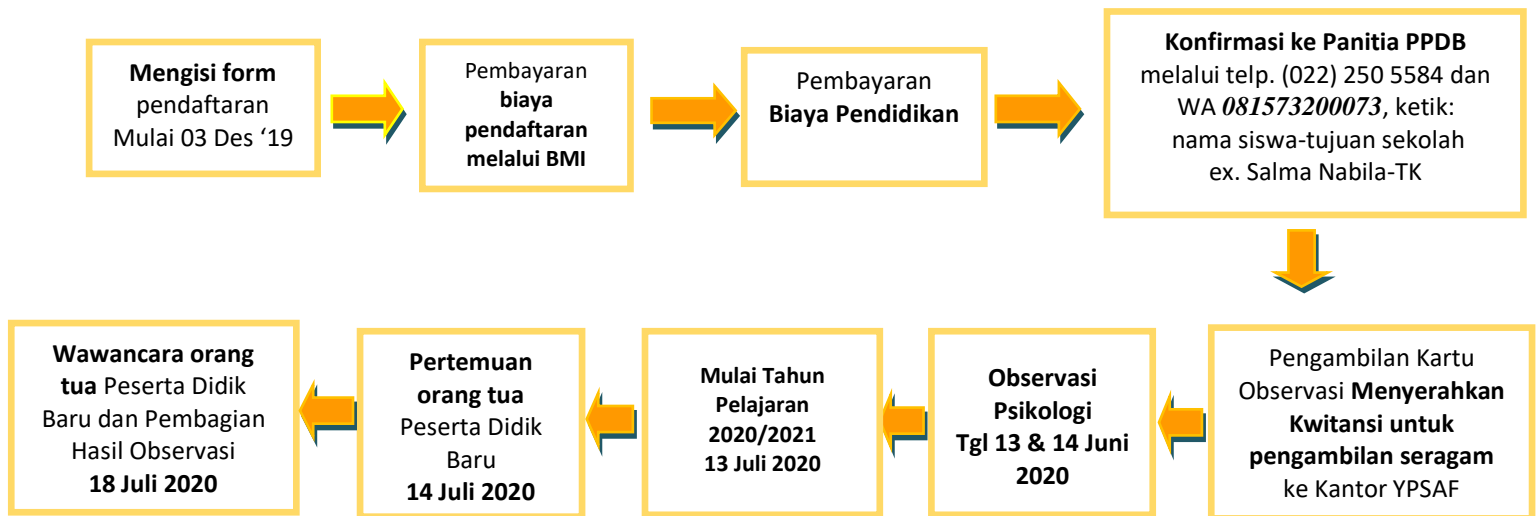 Mengisi form
pendaftaran
Mulai 03 Des ‘19
Pembayaran
biaya
pendaftaran
melalui BMI
Pembayaran
Biaya Pendidikan
Konfirmasi ke Panitia PPDB
melalui telp. (022) 250 5584 dan
WA 081573200073, ketik:
nama siswa-tujuan sekolah
ex. Salma Nabila-TK
Pengambilan Kartu
Observasi Menyerahkan
Kwitansi untuk
pengambilan seragam
ke Kantor YPSAF
Observasi
Psikologi
Tgl 13 & 14 Juni
2020
Mulai Tahun
Pelajaran
2020/2021
13 Juli 2020
Pertemuan
orang tua
Peserta Didik
Baru
14 Juli 2020
Wawancara orang
tua Peserta Didik
Baru dan Pembagian
Hasil Observasi
18 Juli 2020